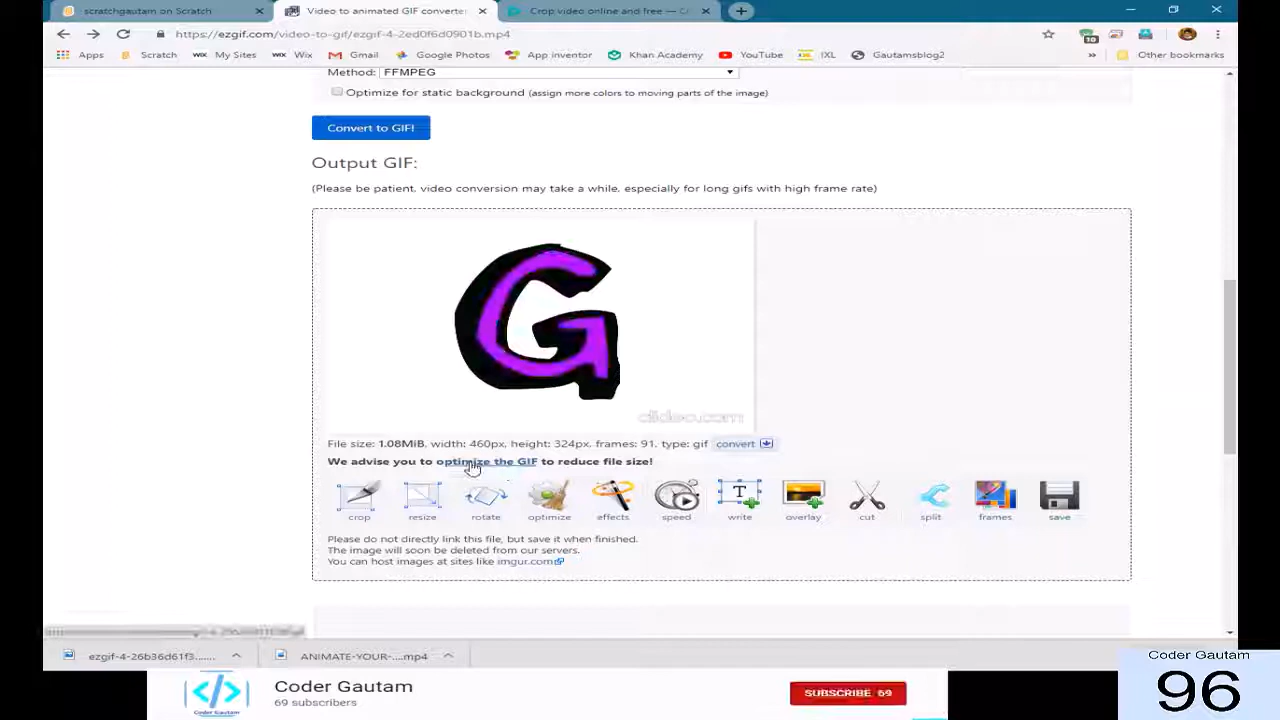 scratchgautam on Scratch
Video to animated GIF converter
Crop video online and free — Cl
https://ezgif.com/video-to-gif/ezgif-4-2ed0f6d0901b.mp4
10
Apps Scratch My Sites Wix Gmail Google Photos App inventor Khan Academy YouTube IXL Gautamsblog2 » Other bookmarks
Method: FFMPEG
Optimize for static background (assign more colors to moving parts of the image)
Convert to GIF!
Output GIF:
(Please be patient, video conversion may take a while, especially for long gifs with high frame rate)
G
clideo.com
File size: 1.08MiB, width: 460px, height: 324px, frames: 91, type: gif convert
We advise you to optimize the GIF to reduce file size!
T
crop resize rotate optimize effects speed write overlay cut split frames save
Please do not directly link this file, but save it when finished.
The image will soon be deleted from our servers.
You can host images at sites like imgur.com
ezgif-4-26b36d61f3.......
ANIMATE-YOUR-....mp4
Coder Gautam
</>
Coder Gautam
Coder Gautam
69 subscribers
SUBSCRIBE 69
96